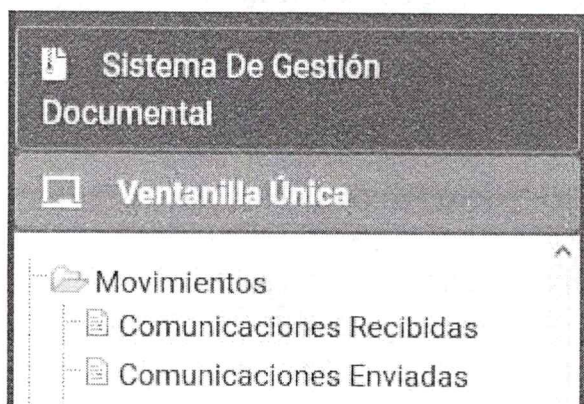 Sistema De Gestión
Documental
Ventanilla Única
Movimientos
Comunicaciones Recibidas
Comunicaciones Enviadas